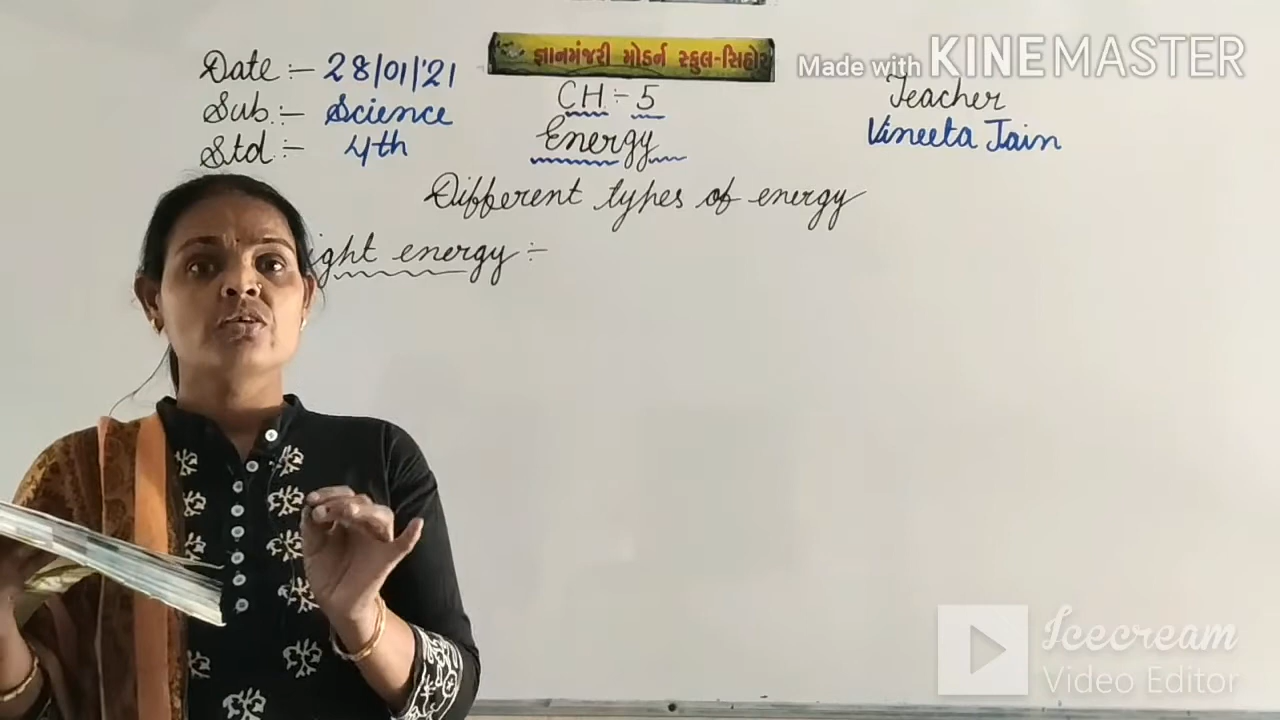 Date :- 28/01/'21
જ્ઞાનમંજરી મોડર્ન સ્કુલ-સિહોર
Made with KINEMASTER
Sub. :- Science
CH :- 5
Teacher
Std :- 4th
Energy
Vineeta Jain
Different types of energy
ight energy :-
Icecream
Video Editor